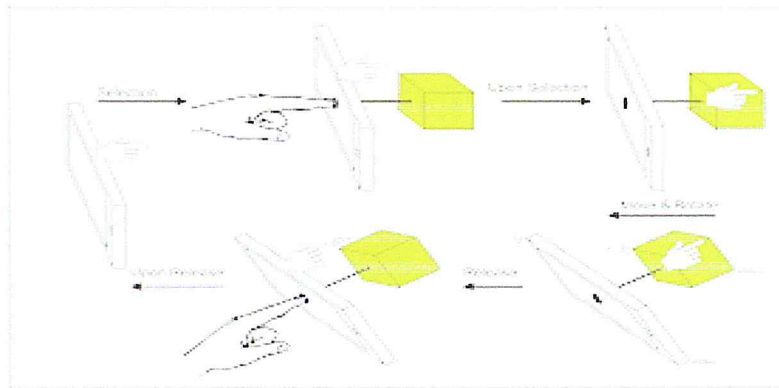 Selection
Upon Selection
Move & Rotate
Release
Upon Release